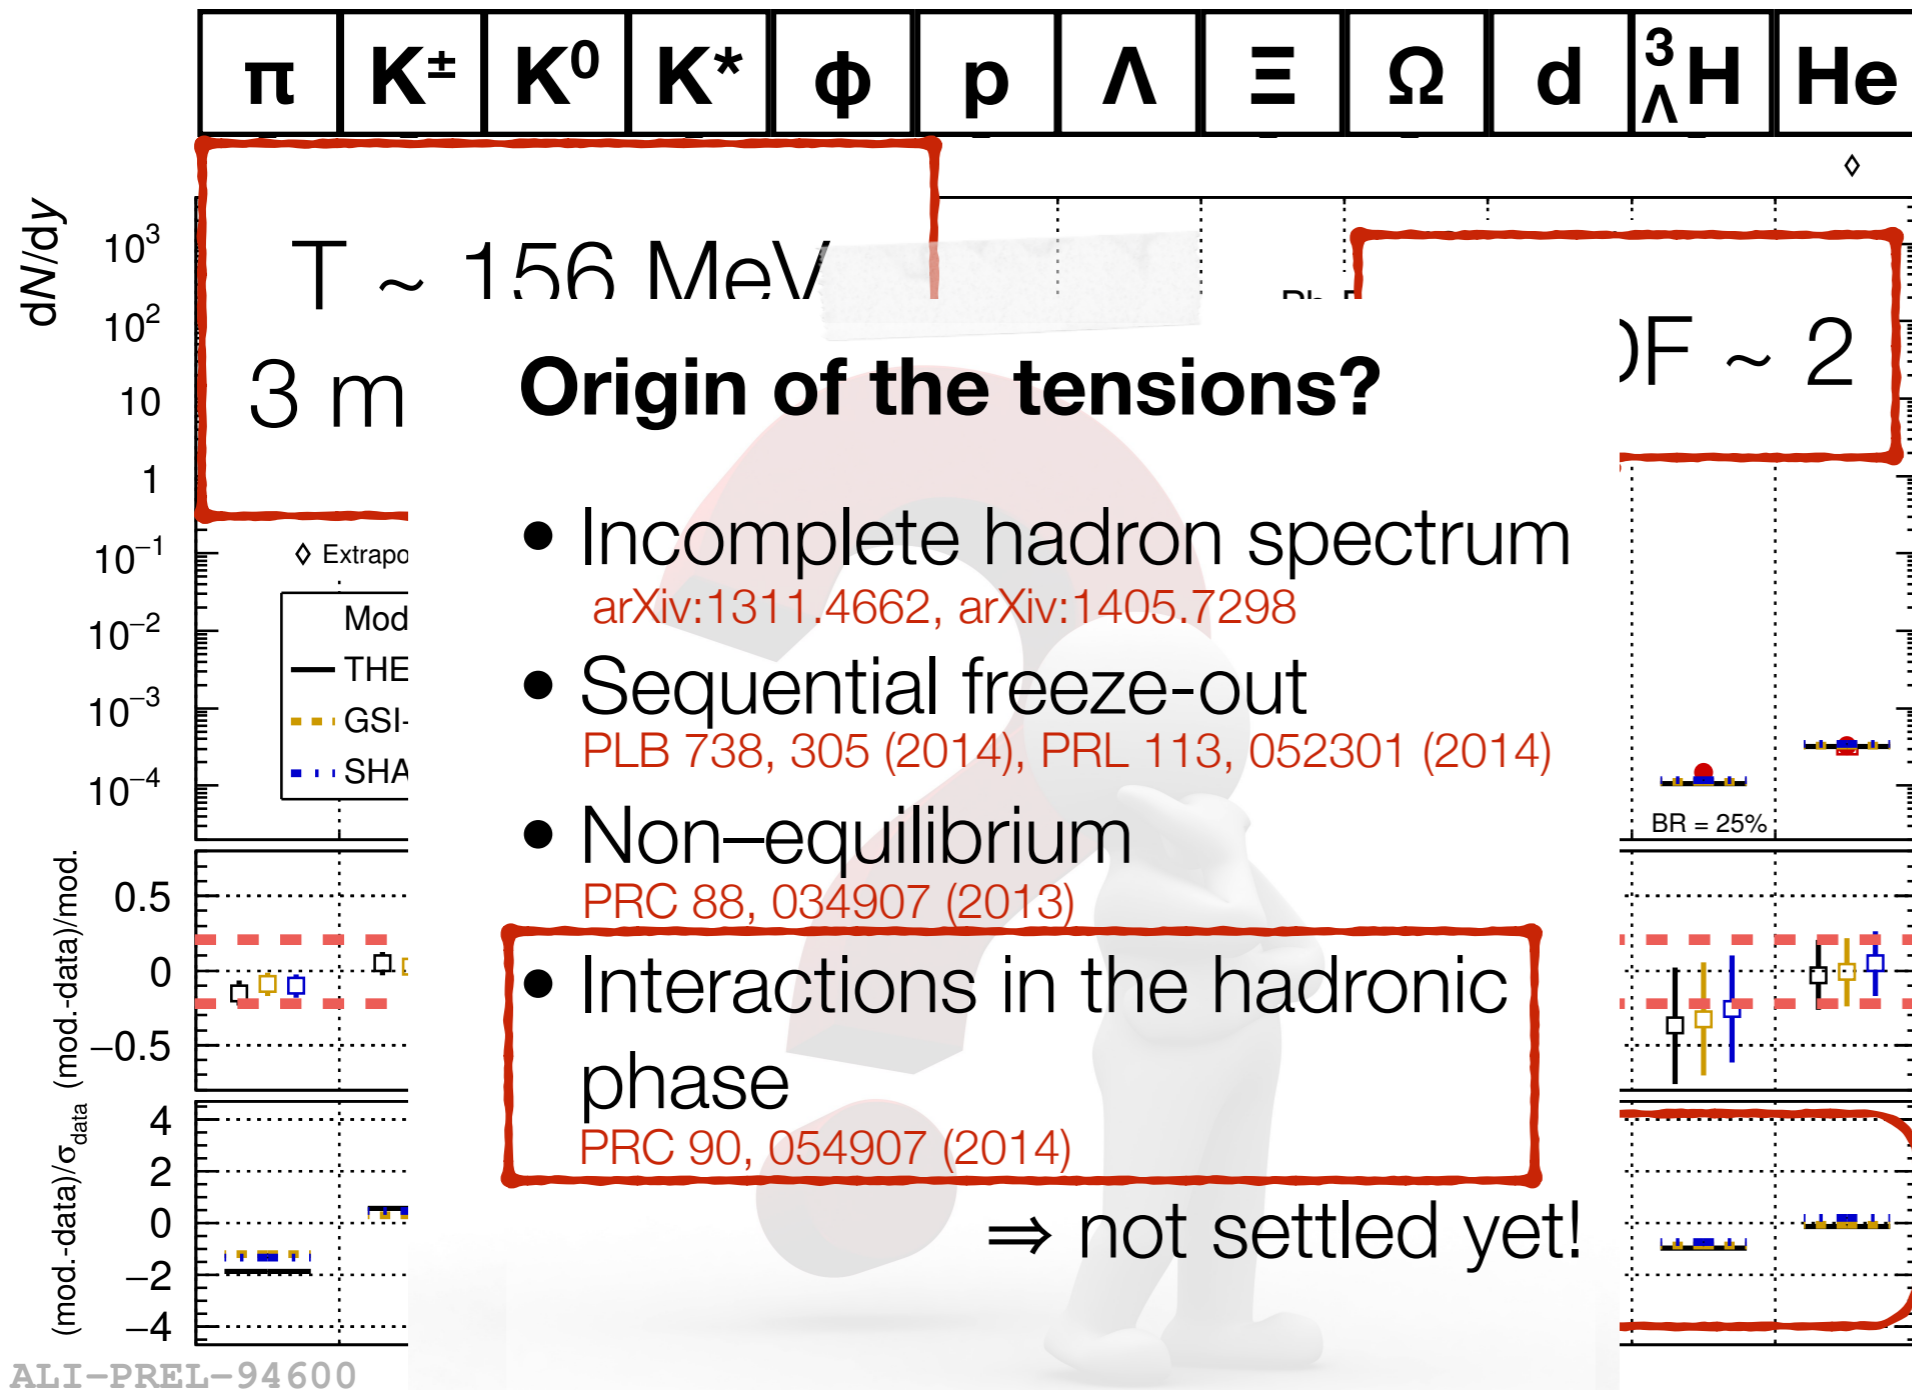 π K± K⁰ K* ϕ p Λ Ξ Ω d ³ΛH He
dN/dy
10³
10²
10
1
10⁻¹
10⁻²
10⁻³
10⁻⁴
T ~ 156 MeV
3 m
DF ~ 2
◊ Extrapo
Mod
THE
GSI-
SHA
BR = 25%
Origin of the tensions?
• Incomplete hadron spectrum
arXiv:1311.4662, arXiv:1405.7298
• Sequential freeze-out
PLB 738, 305 (2014), PRL 113, 052301 (2014)
• Non–equilibrium
PRC 88, 034907 (2013)
• Interactions in the hadronic
phase
PRC 90, 054907 (2014)
⇒ not settled yet!
(mod.-data)/mod.
0.5
0
−0.5
(mod.-data)/σdata
4
2
0
−2
−4
ALI−PREL−94600